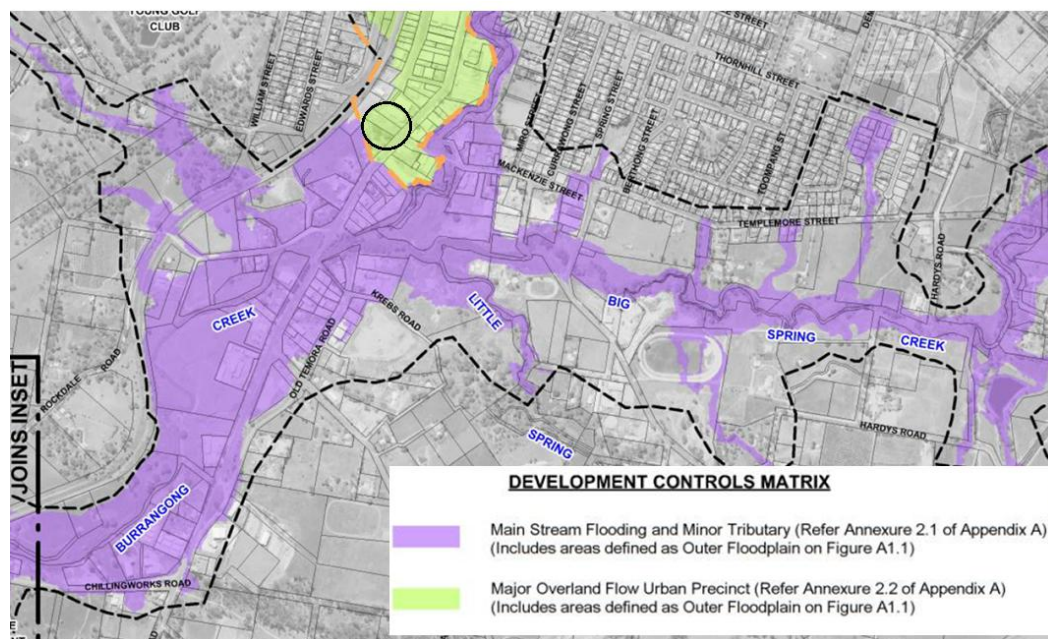 YOUNG GOLF
CLUB
WILLIAM STREET
EDWARDS STREET
THORNHILL STREET
SPRING STREET
CURRAWONG STREET
BERTHONG STREET
MACKENZIE STREET
TOOMPANG ST
TEMPLEMORE STREET
HARDYS ROAD
CREEK
LITTLE
BIG
SPRING
CREEK
KREBS ROAD
OLD TEMORA ROAD
ROCKDALE ROAD
HARDYS ROAD
SPRING
JOINS INSET
BURRANGONG
CHILLINGWORKS ROAD
DEVELOPMENT CONTROLS MATRIX
Main Stream Flooding and Minor Tributary (Refer Annexure 2.1 of Appendix A)
(Includes areas defined as Outer Floodplain on Figure A1.1)
Major Overland Flow Urban Precinct (Refer Annexure 2.2 of Appendix A)
(Includes areas defined as Outer Floodplain on Figure A1.1)